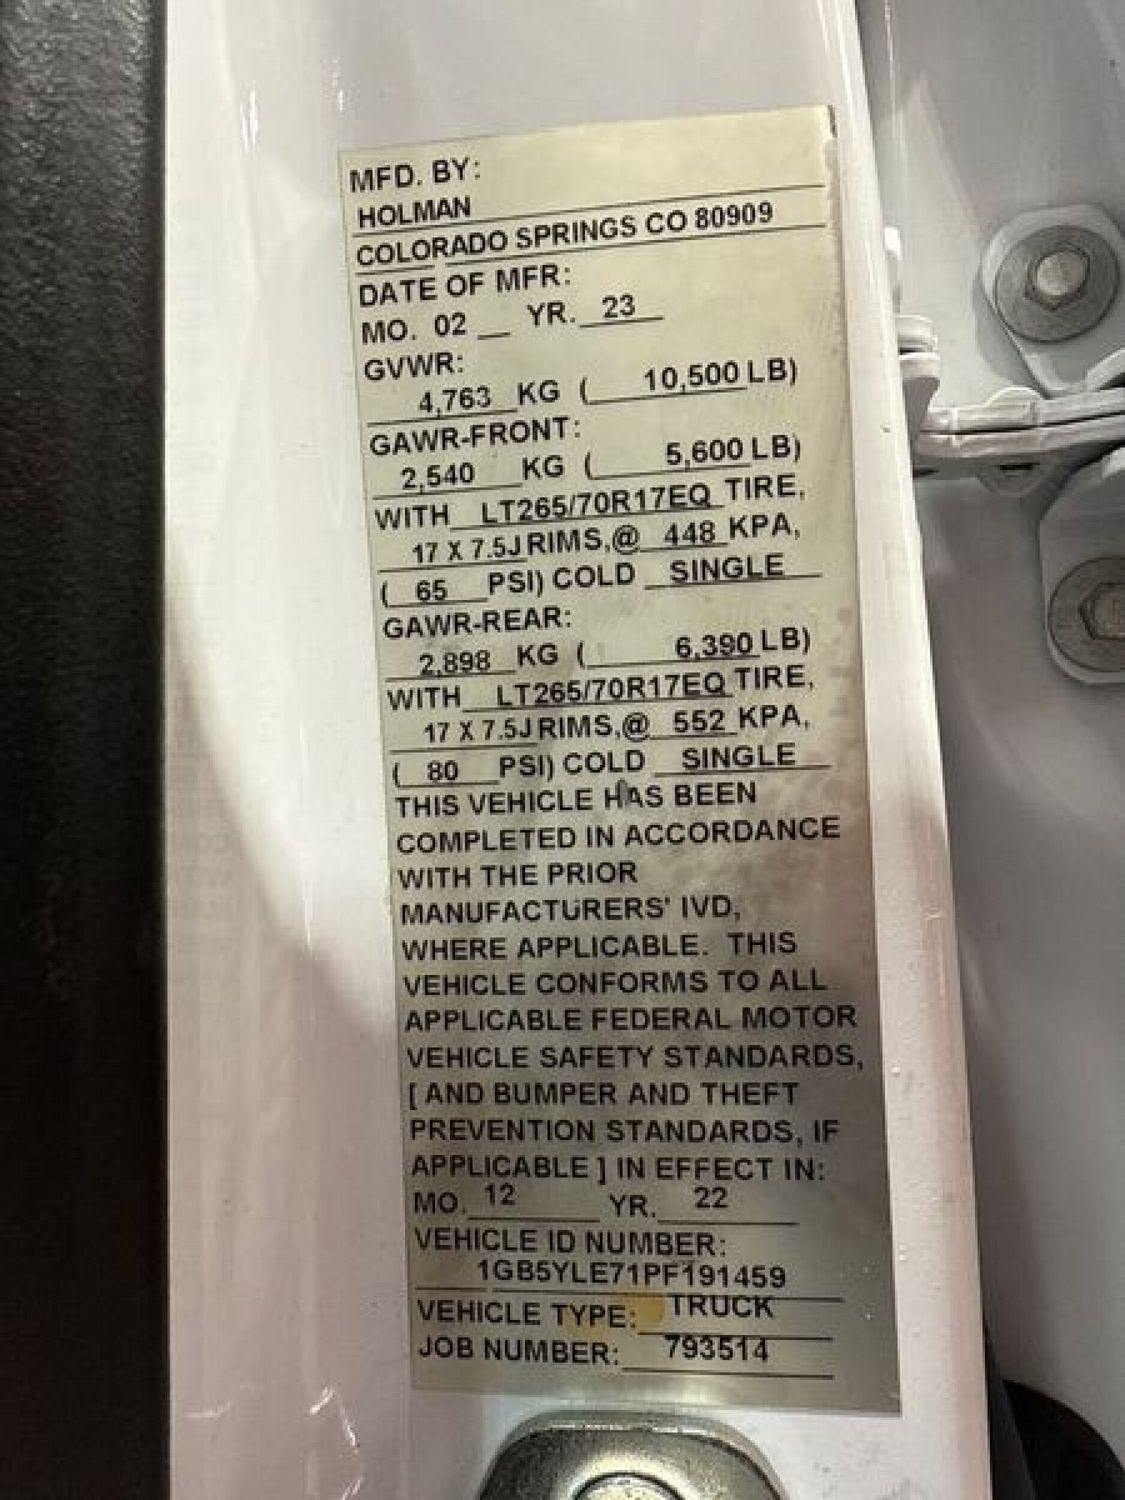 MFD. BY:
HOLMAN
COLORADO SPRINGS CO 80909
DATE OF MFR:
MO. 02 YR. 23
GVWR:
4,763 KG ( 10,500 LB)
GAWR-FRONT:
2,540 KG ( 5,600 LB)
WITH LT265/70R17EQ TIRE,
17 X 7.5J RIMS,@ 448 KPA,
( 65 PSI) COLD SINGLE
GAWR-REAR:
2,898 KG ( 6,390 LB)
WITH LT265/70R17EQ TIRE,
17 X 7.5J RIMS,@ 552 KPA,
( 80 PSI) COLD SINGLE
THIS VEHICLE HAS BEEN
COMPLETED IN ACCORDANCE
WITH THE PRIOR
MANUFACTURERS' IVD,
WHERE APPLICABLE. THIS
VEHICLE CONFORMS TO ALL
APPLICABLE FEDERAL MOTOR
VEHICLE SAFETY STANDARDS,
[ AND BUMPER AND THEFT
PREVENTION STANDARDS, IF
APPLICABLE ] IN EFFECT IN:
MO. 12 YR. 22
VEHICLE ID NUMBER:
1GB5YLE71PF191459
VEHICLE TYPE: TRUCK
JOB NUMBER: 793514